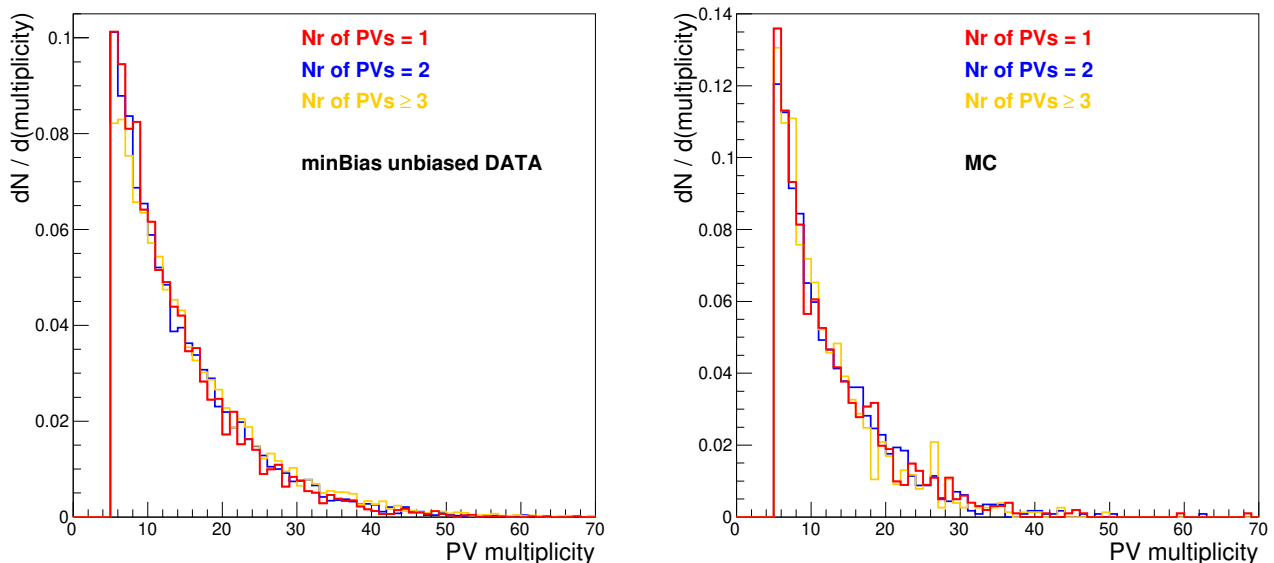 dN / d(multiplicity)
0.1
0.08
0.06
0.04
0.02
0
Nr of PVs = 1
Nr of PVs = 2
Nr of PVs ≥ 3
minBias unbiased DATA
0 10 20 30 40 50 60 70
PV multiplicity
dN / d(multiplicity)
0.14
0.12
0.1
0.08
0.06
0.04
0.02
0
Nr of PVs = 1
Nr of PVs = 2
Nr of PVs ≥ 3
MC
0 10 20 30 40 50 60 70
PV multiplicity